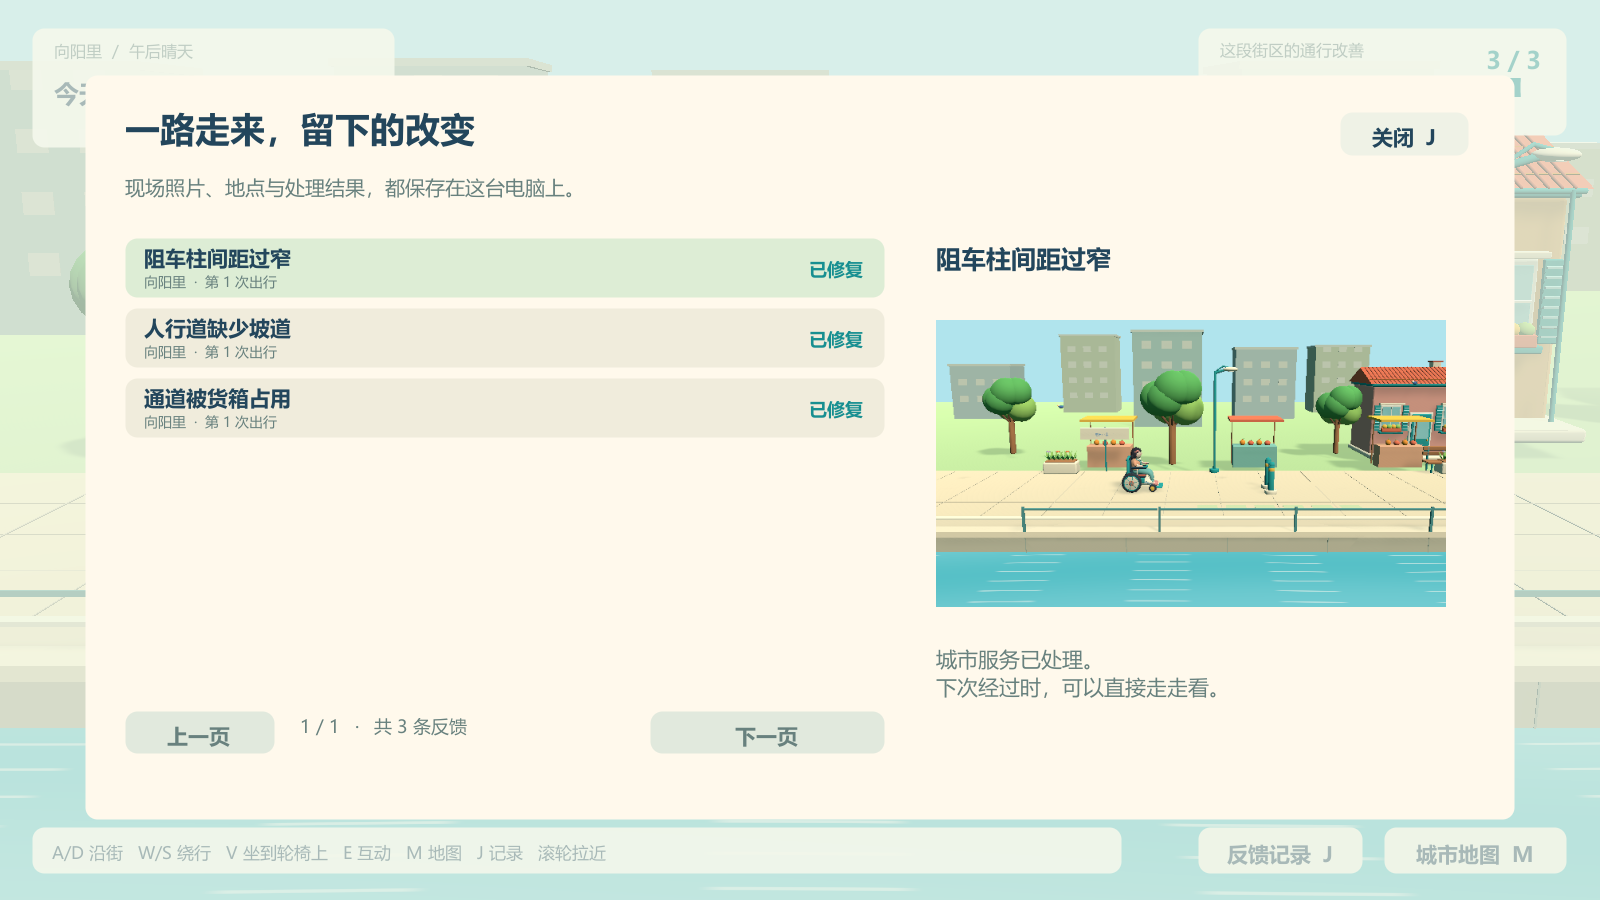 向阳里 / 午后晴天
这段街区的通行改善
3 / 3
一路走来，留下的改变
关闭 J
现场照片、地点与处理结果，都保存在这台电脑上。
阻车柱间距过窄
向阳里 · 第 1 次出行
已修复
人行道缺少坡道
向阳里 · 第 1 次出行
已修复
通道被货箱占用
向阳里 · 第 1 次出行
已修复
阻车柱间距过窄
城市服务已处理。
下次经过时，可以直接走走看。
上一页
1 / 1 · 共 3 条反馈
下一页
A/D 沿街 W/S 绕行 V 坐到轮椅上 E 互动 M 地图 J 记录 滚轮拉近
反馈记录 J
城市地图 M